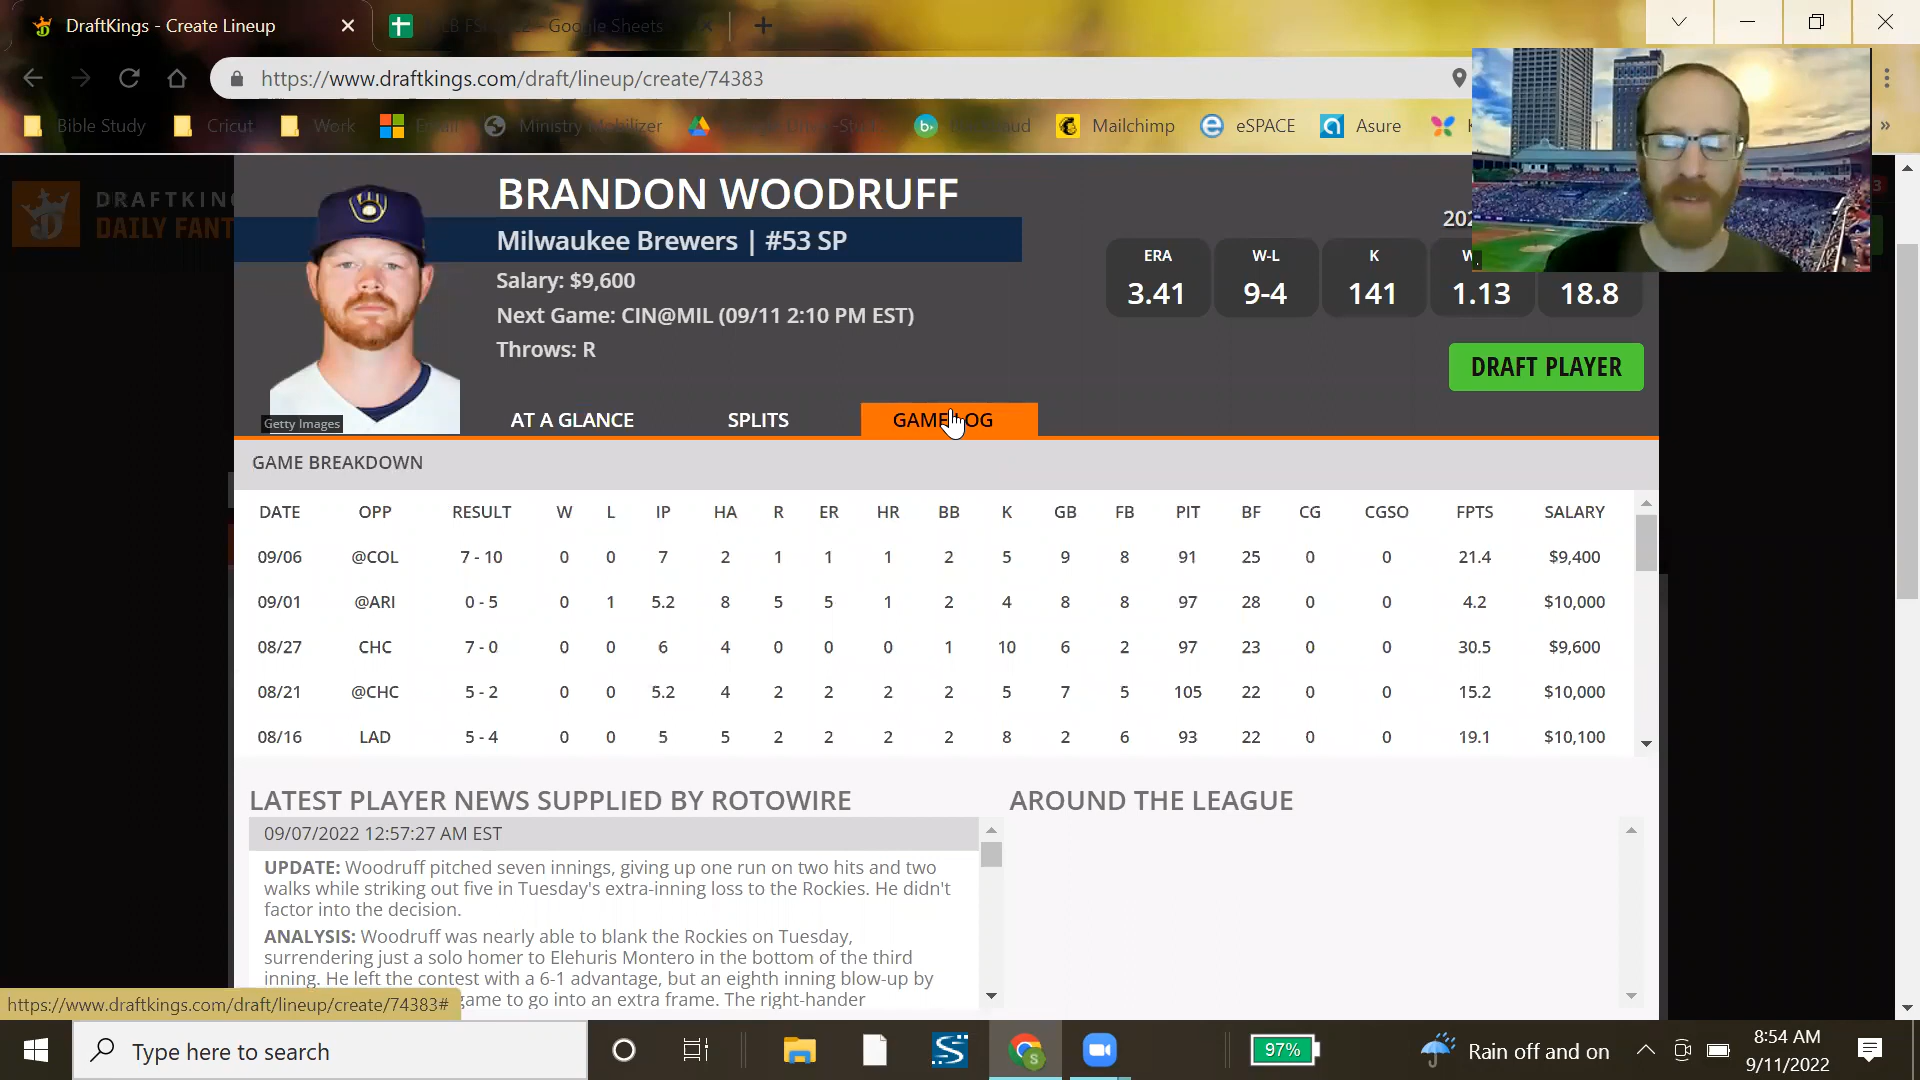 DraftKings - Create Lineup
Google Sheets
https://www.draftkings.com/draft/lineup/create/74383
Bible Study
Cricut
Work
Email
Ministry Mobilizer
Mailchimp
eSPACE
Asure
DRAFTKIN
DAILY FANT
BRANDON WOODRUFF
Milwaukee Brewers | #53 SP
Salary: $9,600
Next Game: CIN@MIL (09/11 2:10 PM EST)
Throws: R
Getty Images
202
ERA
W-L
K
W
3.41
9-4
141
1.13
18.8
DRAFT PLAYER
AT A GLANCE
SPLITS
GAME LOG
GAME BREAKDOWN
DATE OPP RESULT W L IP HA R ER HR BB K GB FB PIT BF CG CGSO FPTS SALARY
09/06 @COL 7 - 10 0 0 7 2 1 1 1 2 5 9 8 91 25 0 0 21.4 $9,400
09/01 @ARI 0 - 5 0 1 5.2 8 5 5 1 2 4 8 8 97 28 0 0 4.2 $10,000
08/27 CHC 7 - 0 0 0 6 4 0 0 0 1 10 6 2 97 23 0 0 30.5 $9,600
08/21 @CHC 5 - 2 0 0 5.2 4 2 2 2 2 5 7 5 105 22 0 0 15.2 $10,000
08/16 LAD 5 - 4 0 0 5 5 2 2 2 2 8 2 6 93 22 0 0 19.1 $10,100
LATEST PLAYER NEWS SUPPLIED BY ROTOWIRE
09/07/2022 12:57:27 AM EST
UPDATE: Woodruff pitched seven innings, giving up one run on two hits and two
walks while striking out five in Tuesday's extra-inning loss to the Rockies. He didn't
factor into the decision.
ANALYSIS: Woodruff was nearly able to blank the Rockies on Tuesday,
surrendering just a solo homer to Elehuris Montero in the bottom of the third
inning. He left the contest with a 6-1 advantage, but an eighth inning blow-up by
game to go into an extra frame. The right-hander
AROUND THE LEAGUE
https://www.draftkings.com/draft/lineup/create/74383#
Type here to search
97%
Rain off and on
8:54 AM
9/11/2022